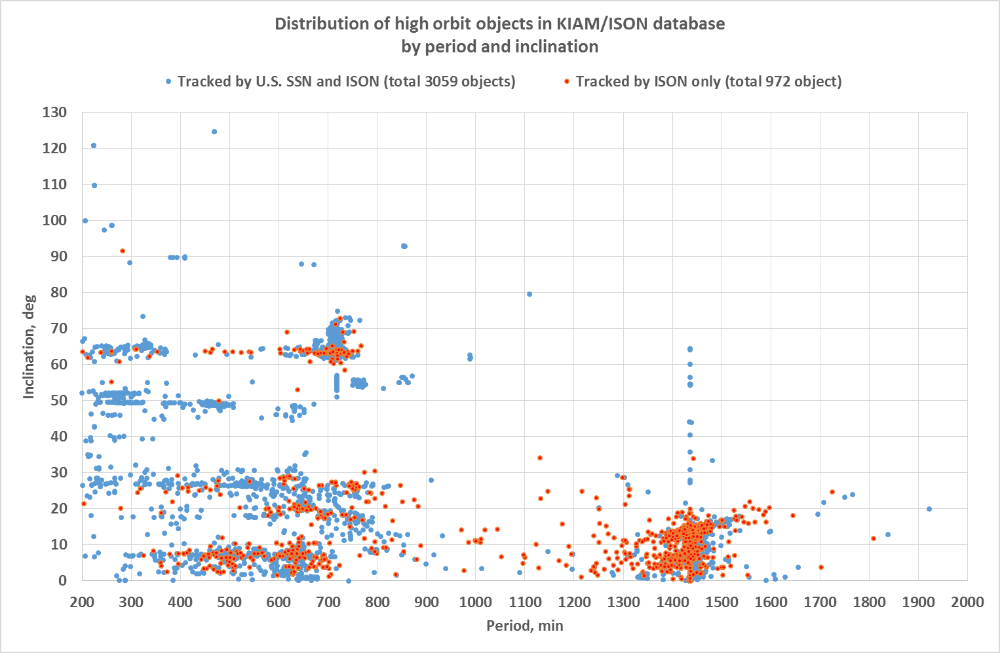 Distribution of high orbit objects in KIAM/ISON database
by period and inclination
Tracked by U.S. SSN and ISON (total 3059 objects)
Tracked by ISON only (total 972 object)
130
120
110
100
90
80
70
60
50
40
30
20
10
0
Inclination, deg
200 300 400 500 600 700 800 900 1000 1100 1200 1300 1400 1500 1600 1700 1800 1900 2000
Period, min